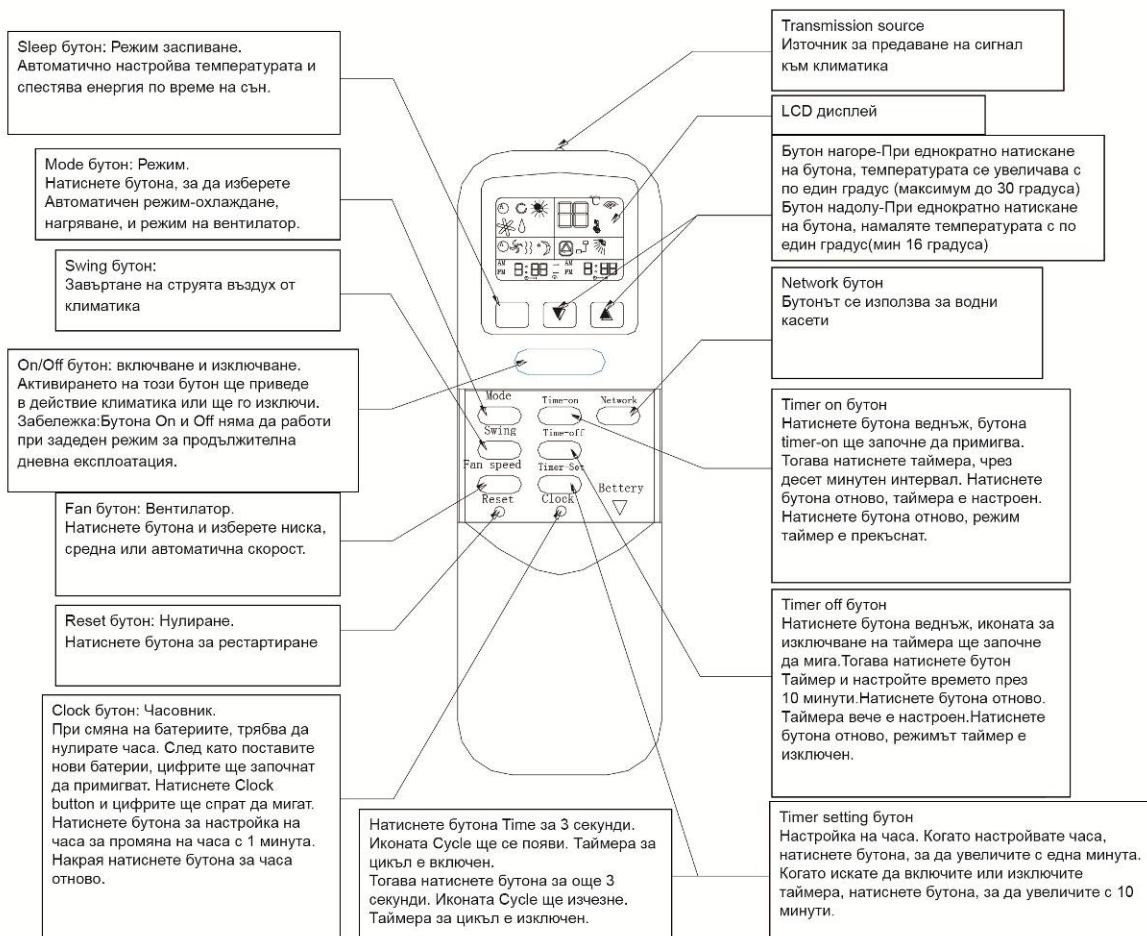 Sleep бутон: Режим заспиване.
Автоматично настройва температурата и
спестява енергия по време на сън.
Mode бутон: Режим.
Натиснете бутона, за да изберете
Автоматичен режим-охлаждане,
нагряване, и режим на вентилатор.
Swing бутон:
Завъртане на струята въздух от
климатика
On/Off бутон: включване и изключване.
Активирането на този бутон ще приведе
в действие климатика или ще го изключи.
Забележка:Бутона On и Off няма да работи
при зададен режим за продължителна
дневна експлоатация.
Fan бутон: Вентилатор.
Натиснете бутона и изберете ниска,
средна или автоматична скорост.
Reset бутон: Нулиране.
Натиснете бутона за рестартиране
Clock бутон: Часовник.
При смяна на батериите, трябва да
нулирате часа. След като поставите
нови батерии, цифрите ще започнат
да примигват. Натиснете Clock
button и цифрите ще спрат да мигат.
Натиснете бутона за настройка на
часа за промяна на часа с 1 минута.
Накрая натиснете бутона за часа
отново.
°C
AM AM
PM 8:88 PM 8:88
Mode Time-on Network
Swing Time-off
Fan speed Timer-Set
Reset Clock Bettery
Натиснете бутона Time за 3 секунди.
Иконата Cycle ще се появи. Таймера за
цикъл е включен.
Тогава натиснете бутона за още 3
секунди. Иконата Cycle ще изчезне.
Таймера за цикъл е изключен.
Transmission source
Източник за предаване на сигнал
към климатика
LCD дисплей
Бутон нагоре-При еднократно натискане
на бутона, температурата се увеличава с
по един градус (максимум до 30 градуса)
Бутон надолу-При еднократно натискане
на бутона, намаляте температурата с по
един градус(мин 16 градуса)
Network бутон
Бутонът се използва за водни
касети
Timer on бутон
Натиснете бутона веднъж, бутона
timer-on ще започне да примигва.
Тогава натиснете таймера, чрез
десет минутен интервал. Натиснете
бутона отново, таймера е настроен.
Натиснете бутона отново, режим
таймер е прекъснат.
Timer off бутон
Натиснете бутона веднъж, иконата за
изключване на таймера ще започне
да мига.Тогава натиснете бутон
Таймер и настройте времето през
10 минути.Натиснете бутона отново.
Таймера вече е настроен.Натиснете
бутона отново, режимът таймер е
изключен.
Timer setting бутон
Настройка на часа. Когато настройвате часа,
натиснете бутона, за да увеличите с една минута.
Когато искате да включите или изключите
таймера, натиснете бутона, за да увеличите с 10
минути.